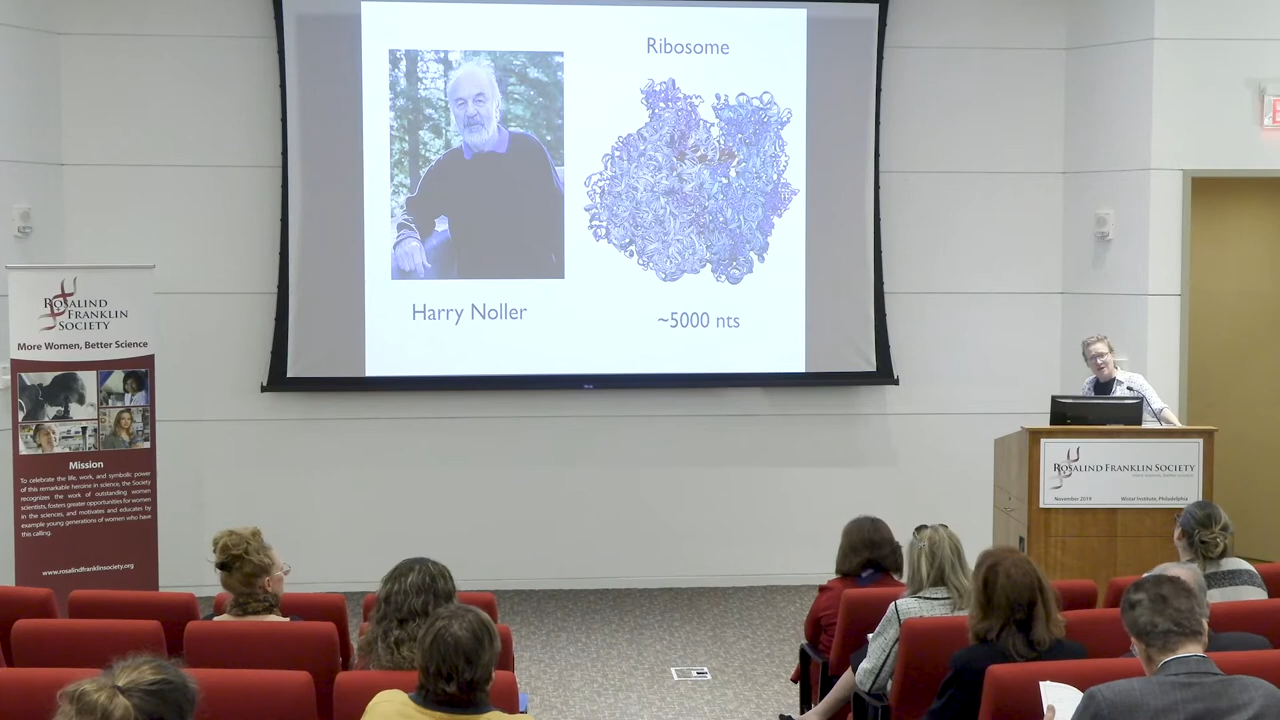 Ribosome
Harry Noller
~5000 nts
ROSALIND
FRANKLIN
SOCIETY
More Women, Better Science
Mission
To celebrate the life, work, and symbolic power
of this remarkable heroine in science, the Society
recognizes the work of outstanding women
scientists, fosters greater opportunities for women
in the sciences, and motivates and educates by
example young generations of women who have
this calling.
www.rosalindfranklinsociety.org
ROSALIND FRANKLIN SOCIETY
November 2019 Wistar Institute, Philadelphia